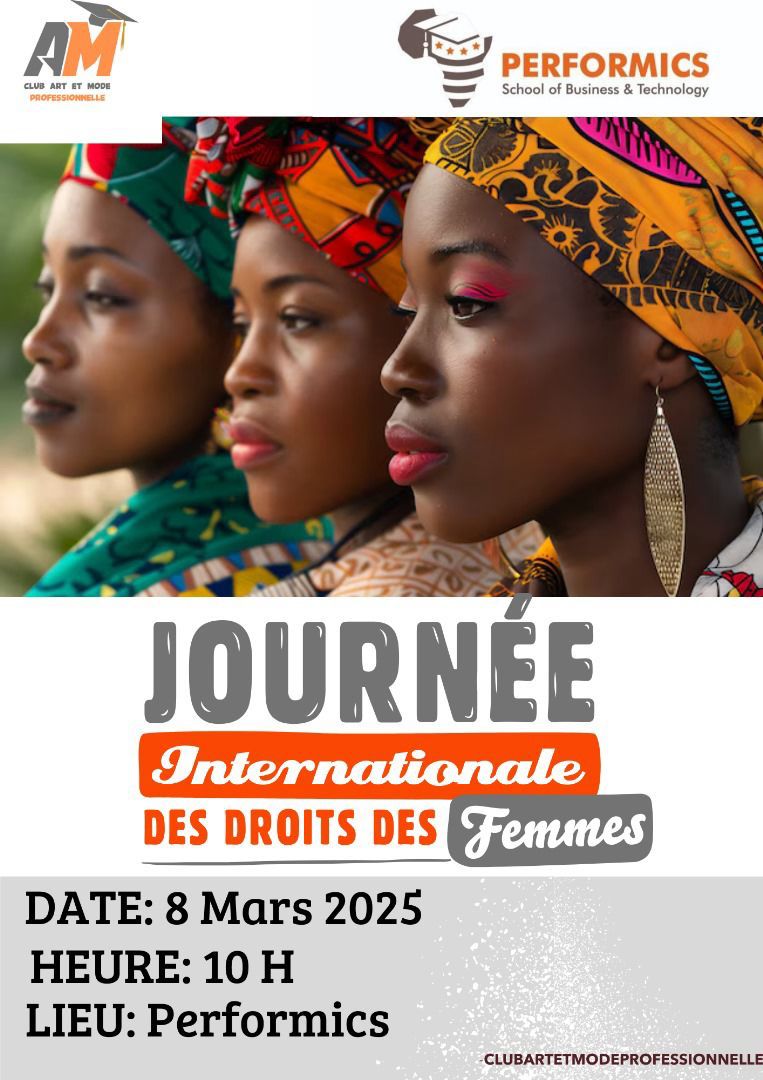 AM
CLUB ART ET MODE
PROFESSIONNELLE
PERFORMICS
School of Business & Technology
JOURNÉE
Internationale
DES DROITS DES Femmes
DATE: 8 Mars 2025
HEURE: 10 H
LIEU: Performics
CLUBARTETMODEPROFESSIONNELLE